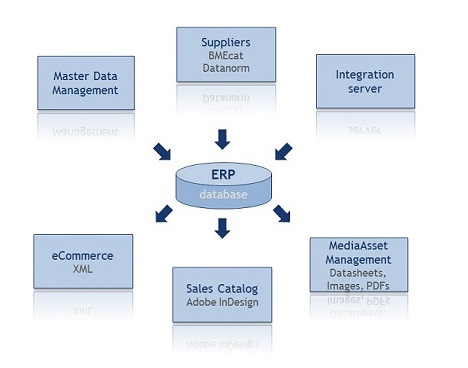 Suppliers
BMEcat
Datanorm
Master Data
Management
Integration
server
ERP
database
eCommerce
XML
Sales Catalog
Adobe InDesign
MediaAsset
Management
Datasheets,
Images, PDFs